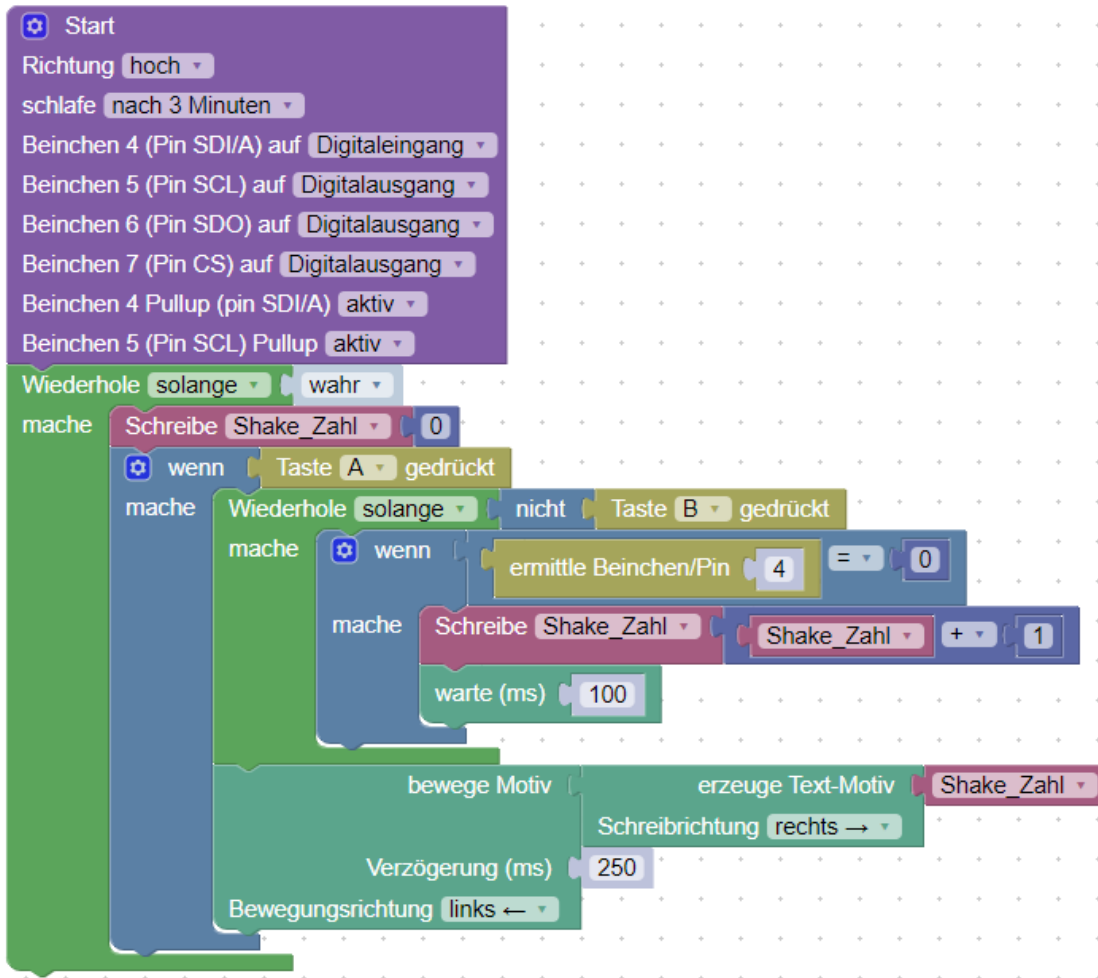 Start
Richtung hoch
schlafe nach 3 Minuten
Beinchen 4 (Pin SDI/A) auf Digitaleingang
Beinchen 5 (Pin SCL) auf Digitalausgang
Beinchen 6 (Pin SDO) auf Digitalausgang
Beinchen 7 (Pin CS) auf Digitalausgang
Beinchen 4 Pullup (pin SDI/A) aktiv
Beinchen 5 (Pin SCL) Pullup aktiv
Wiederhole solange wahr
mache Schreibe Shake_Zahl 0
wenn Taste A gedrückt
mache Wiederhole solange nicht Taste B gedrückt
mache wenn ermittle Beinchen/Pin 4 = 0
mache Schreibe Shake_Zahl Shake_Zahl + 1
warte (ms) 100
bewege Motiv erzeuge Text-Motiv Shake_Zahl
Schreibrichtung rechts →
Verzögerung (ms) 250
Bewegungsrichtung links ←